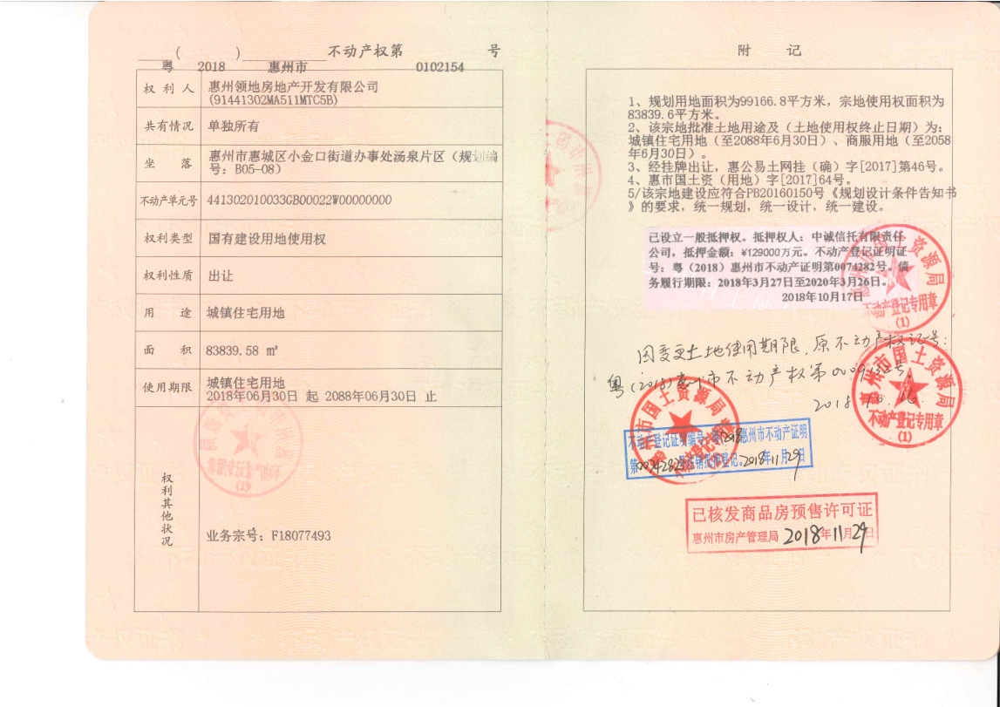 ( ) 不动产权第 号
粤 2018 惠州市 0102154
权利人 惠州领地房地产开发有限公司
(91441302MA511MTC5B)
共有情况 单独所有
坐落 惠州市惠城区小金口街道办事处汤泉片区（规划编
号：B05-08）
不动产单元号 441302010033GB00022W00000000
权利类型 国有建设用地使用权
权利性质 出让
用途 城镇住宅用地
面积 83839.58 ㎡
使用期限 城镇住宅用地
2018年06月30日 起 2088年06月30日 止
权利其他状况
业务宗号：F18077493
附记
1、规划用地面积为99166.8平方米，宗地使用权面积为
83839.6平方米。
2、该宗地批准土地用途及（土地使用权终止日期）为：
城镇住宅用地（至2088年6月30日）、商服用地（至2058
年6月30日）。
3、经挂牌出让，惠公易土网挂（确）字[2017]第46号。
4、惠市国土资（用地）字[2017]64号。
5/该宗地建设应符合PB20160150号《规划设计条件告知书
》的要求，统一规划，统一设计，统一建设。
已设立一般抵押权。抵押权人：中诚信托有限责任
公司，抵押金额：¥129000万元。不动产登记证明证
号：粤（2018）惠州市不动产证明第0074282号。债
务履行期限：2018年3月27日至2020年3月26日。
2018年10月17日
惠州市国土资源局
不动产登记专用章
(1)
因变更土地使用期限，原不动产权证号：
粤(2018)惠州市不动产权第
2018.10.16
惠州市国土资源局
不动产登记专用章
(1)
惠州市国土资源局
不动产登记证明编号：粤2018惠州市不动产证明
第0074282号注销抵押登记。2018年11月29日
已核发商品房预售许可证
惠州市房产管理局 2018年11月29日